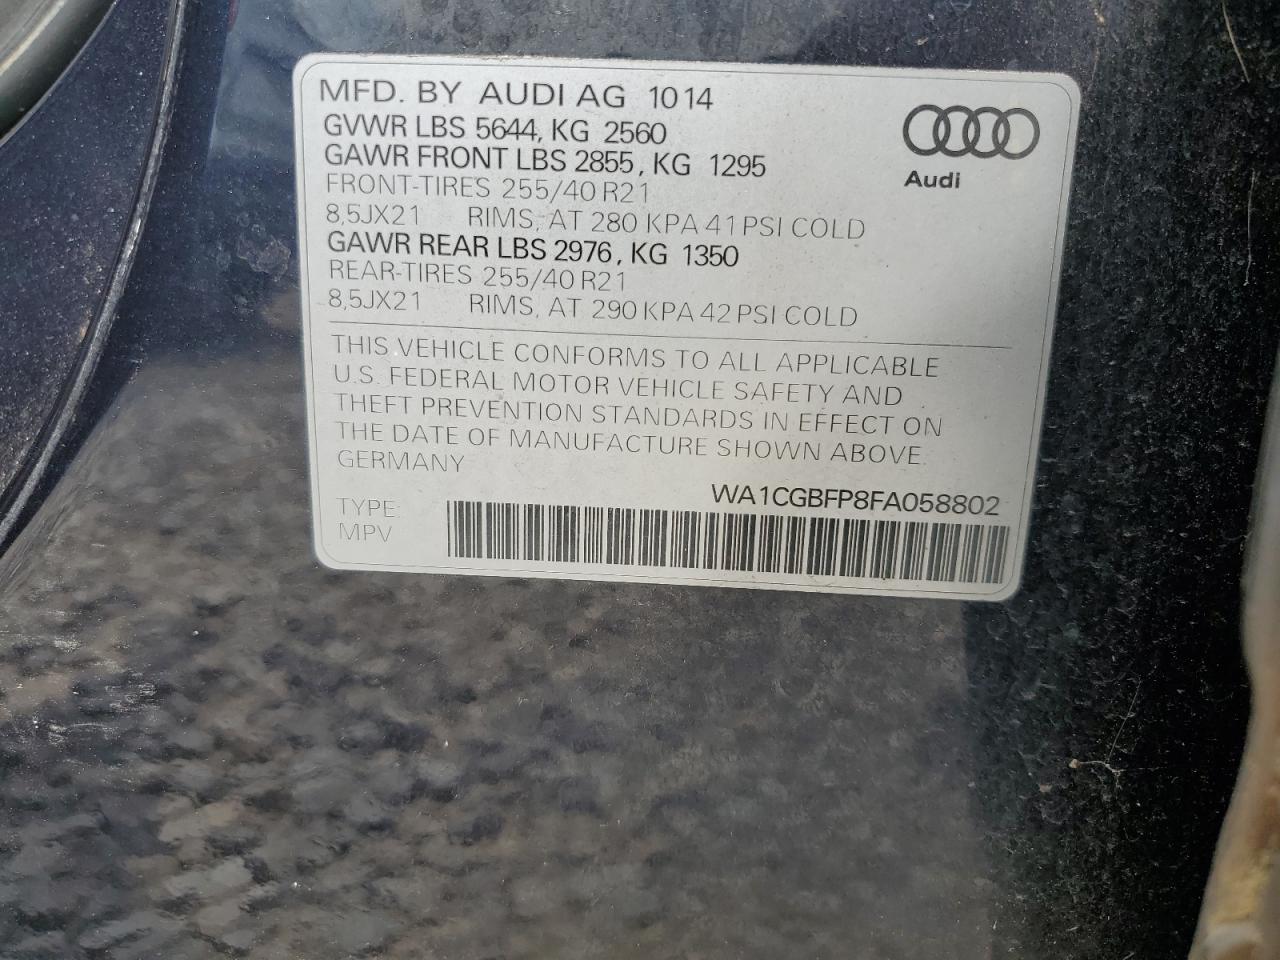 MFD. BY AUDI AG 10 14
GVWR LBS 5644, KG 2560
GAWR FRONT LBS 2855, KG 1295
FRONT-TIRES 255/40 R21
8,5JX21 RIMS, AT 280 KPA 41 PSI COLD
GAWR REAR LBS 2976, KG 1350
REAR-TIRES 255/40 R21
8,5JX21 RIMS, AT 290 KPA 42 PSI COLD
Audi
THIS VEHICLE CONFORMS TO ALL APPLICABLE
U.S. FEDERAL MOTOR VEHICLE SAFETY AND
THEFT PREVENTION STANDARDS IN EFFECT ON
THE DATE OF MANUFACTURE SHOWN ABOVE.
GERMANY
WA1CGBFP8FA058802
TYPE:
MPV